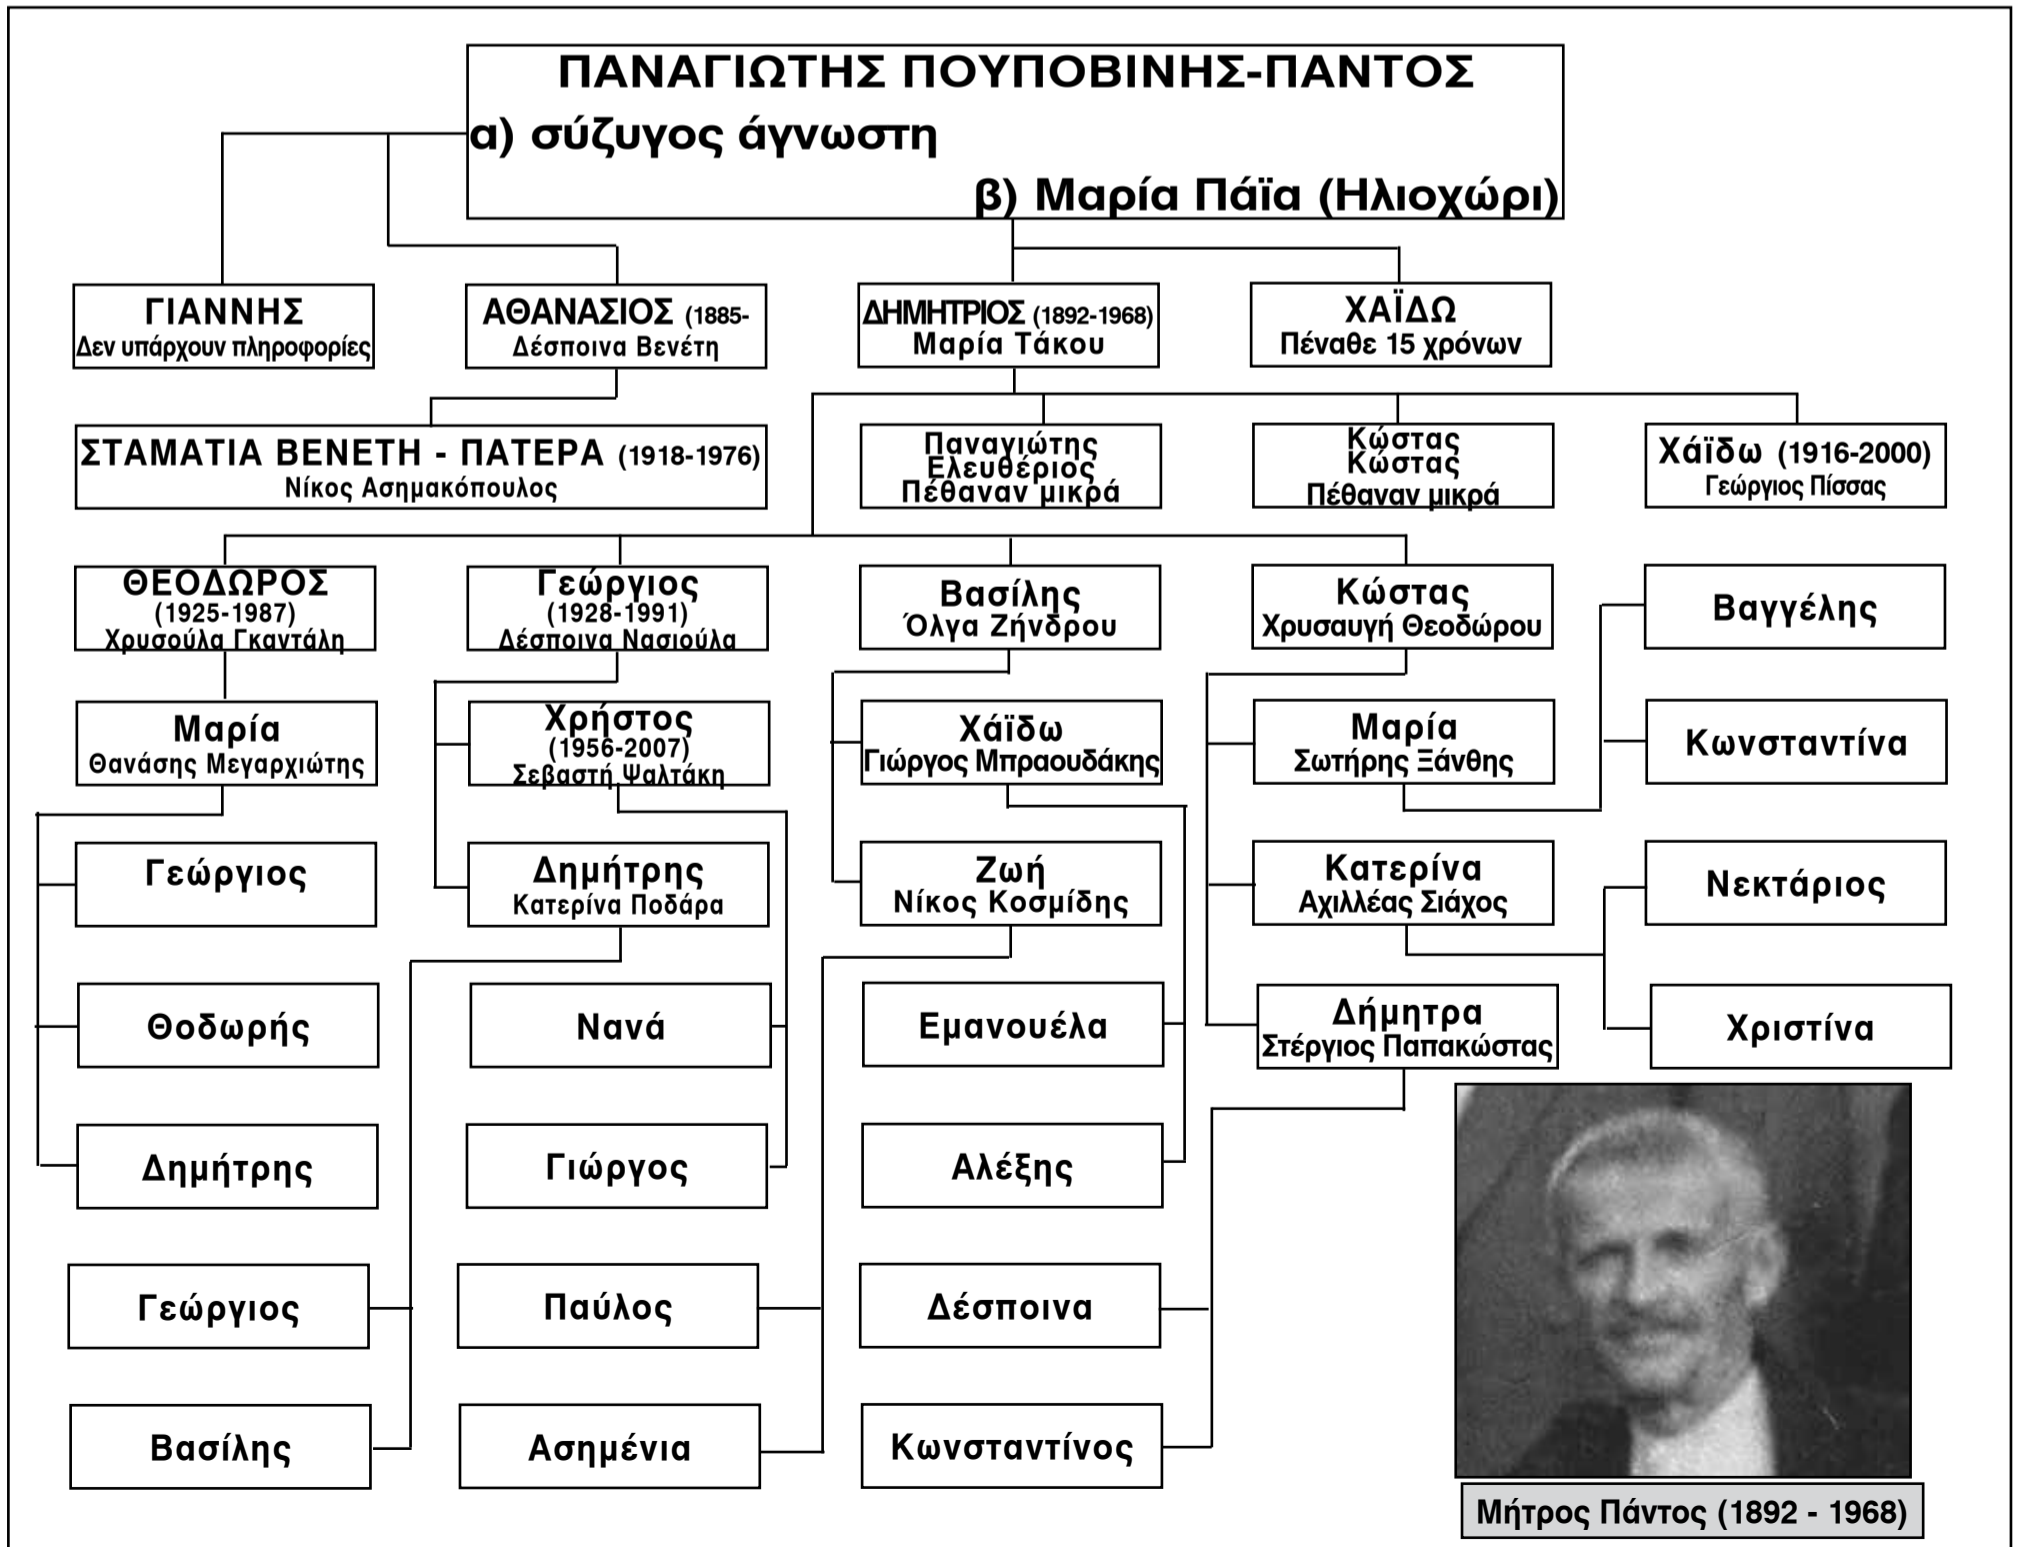 ΠΑΝΑΓΙΩΤΗΣ ΠΟΥΠΟΒΙΝΗΣ-ΠΑΝΤΟΣ
α) σύζυγος άγνωστη
β) Μαρία Πάϊα (Ηλιοχώρι)
ΓΙΑΝΝΗΣ
Δεν υπάρχουν πληροφορίες
ΑΘΑΝΑΣΙΟΣ (1885-
Δέσποινα Βενέτη
ΔΗΜΗΤΡΙΟΣ (1892-1968)
Μαρία Τάκου
ΧΑΪΔΩ
Πέναθε 15 χρόνων
ΣΤΑΜΑΤΙΑ ΒΕΝΕΤΗ - ΠΑΤΕΡΑ (1918-1976)
Νίκος Ασημακόπουλος
Παναγιώτης
Ελευθέριος
Πέθαναν μικρά
Κώστας
Κώστας
Πέθαναν μικρά
Χάϊδω (1916-2000)
Γεώργιος Πίσσας
ΘΕΟΔΩΡΟΣ
(1925-1987)
Χρυσούλα Γκαντάλη
Γεώργιος
(1928-1991)
Δέσποινα Νασιούλα
Βασίλης
Όλγα Ζήνδρου
Κώστας
Χρυσαυγή Θεοδώρου
Βαγγέλης
Μαρία
Θανάσης Μεγαρχιώτης
Χρήστος
(1956-2007)
Σεβαστή Ψαλτάκη
Χάϊδω
Γιώργος Μπραουδάκης
Μαρία
Σωτήρης Ξάνθης
Κωνσταντίνα
Γεώργιος
Δημήτρης
Κατερίνα Ποδάρα
Ζωή
Νίκος Κοσμίδης
Κατερίνα
Αχιλλέας Σιάχος
Νεκτάριος
Θοδωρής
Νανά
Εμανουέλα
Δήμητρα
Στέργιος Παπακώστας
Χριστίνα
Δημήτρης
Γιώργος
Αλέξης
Γεώργιος
Παύλος
Δέσποινα
Βασίλης
Ασημένια
Κωνσταντίνος
Μήτρος Πάντος (1892 - 1968)